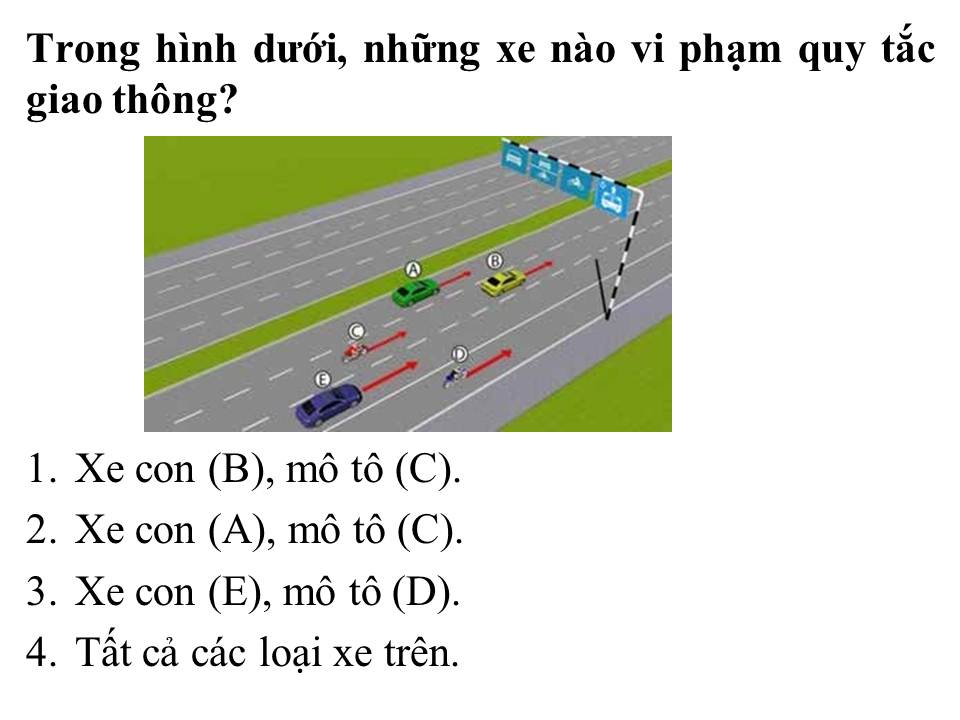 Trong hình dưới, những xe nào vi phạm quy tắc
giao thông?
A
B
C
D
E
1. Xe con (B), mô tô (C).
2. Xe con (A), mô tô (C).
3. Xe con (E), mô tô (D).
4. Tất cả các loại xe trên.